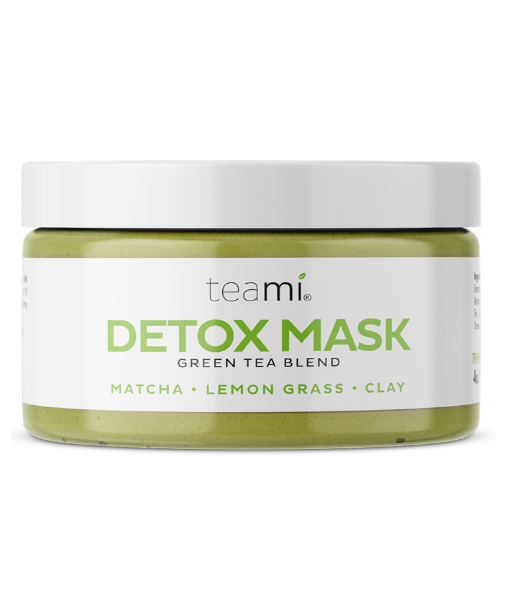 teami®
DETOX MASK
GREEN TEA BLEND
MATCHA • LEMON GRASS • CLAY